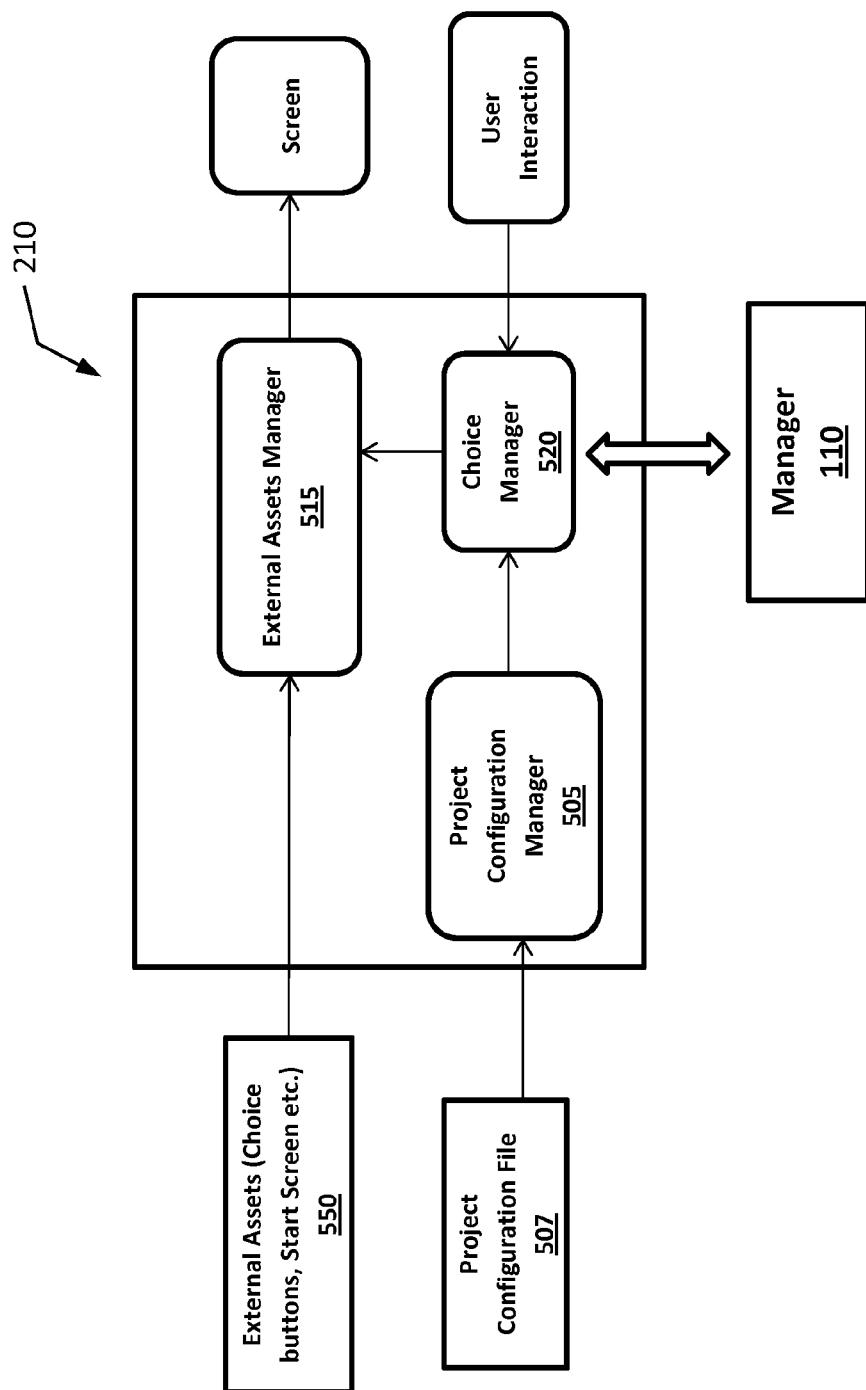 210
External Assets (Choice
buttons, Start Screen etc.)
550
External Assets Manager
515
Screen
Project
Configuration File
507
Project
Configuration
Manager
505
Choice
Manager
520
User
Interaction
Manager
110